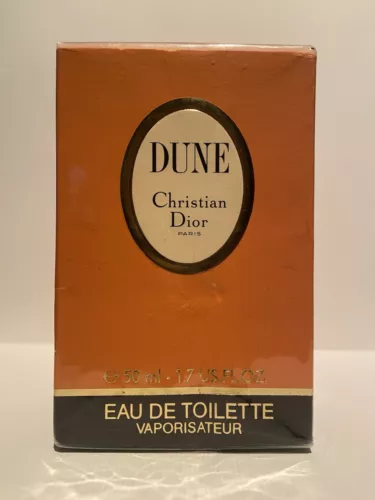 DUNE
Christian
Dior
PARIS
℮ 50 ml - 1.7 US.FL.OZ.
EAU DE TOILETTE
VAPORISATEUR